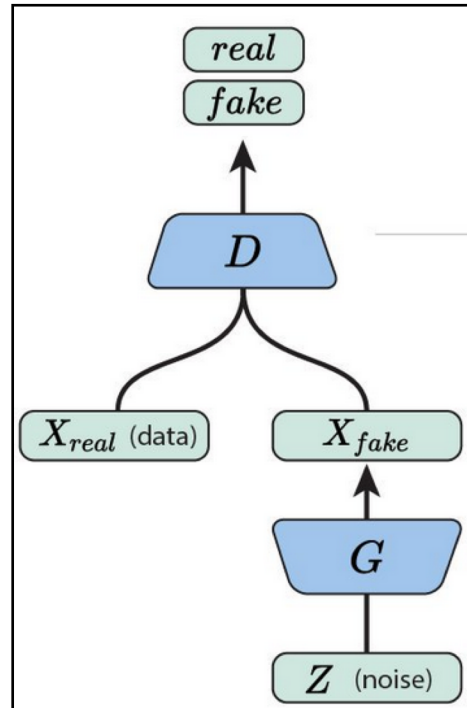 real
fake
D
X_real (data)
X_fake
G
Z (noise)